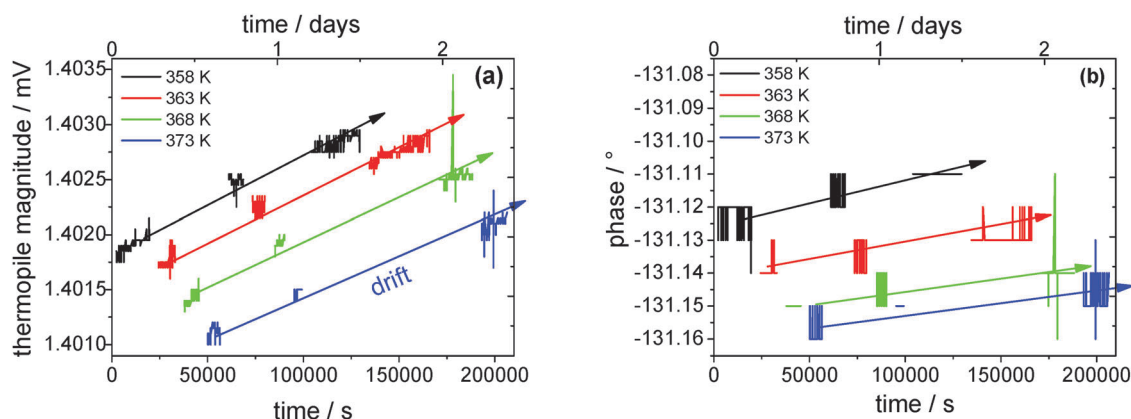 time / days
0 1 2
thermopile magnitude / mV
1.4035
1.4030
1.4025
1.4020
1.4015
1.4010
358 K
363 K
368 K
373 K
(a)
drift
0 50000 100000 150000 200000
time / s
time / days
0 1 2
phase / °
-131.08
-131.09
-131.10
-131.11
-131.12
-131.13
-131.14
-131.15
-131.16
358 K
363 K
368 K
373 K
(b)
0 50000 100000 150000 200000
time / s